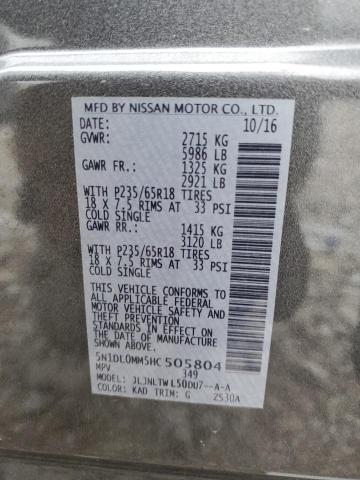 MFD BY NISSAN MOTOR CO., LTD.
DATE: 10/16
GVWR: 2715 KG
5986 LB
GAWR FR.: 1325 KG
2921 LB
WITH P235/65R18 TIRES
18 X 7.5 RIMS AT 33 PSI
COLD SINGLE
GAWR RR.: 1415 KG
3120 LB
WITH P235/65R18 TIRES
18 X 7.5 RIMS AT 33 PSI
COLD SINGLE
THIS VEHICLE CONFORMS TO ALL
APPLICABLE FEDERAL MOTOR VEHICLE
SAFETY, BUMPER, AND THEFT
PREVENTION STANDARDS IN
EFFECT ON THE DATE OF
MANUFACTURE SHOWN ABOVE.
5N1DL0MM5HC505804
MPV 349
MODEL: JLJNLTWL50DU7--A-A
COLOR: KAD TRIM: G 2S30A